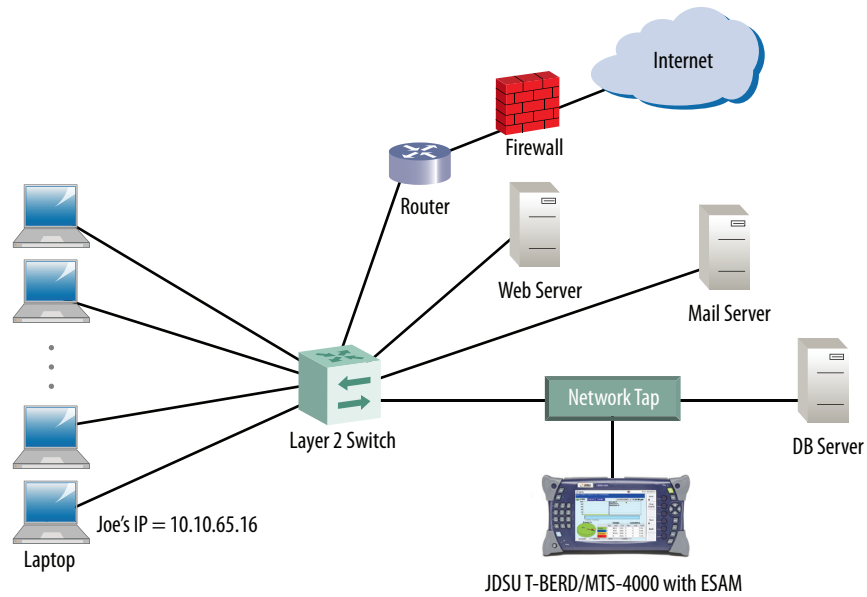 Internet
Firewall
Router
Web Server
Mail Server
Network Tap
Layer 2 Switch
DB Server
Joe's IP = 10.10.65.16
Laptop
JDSU T-BERD/MTS-4000 with ESAM